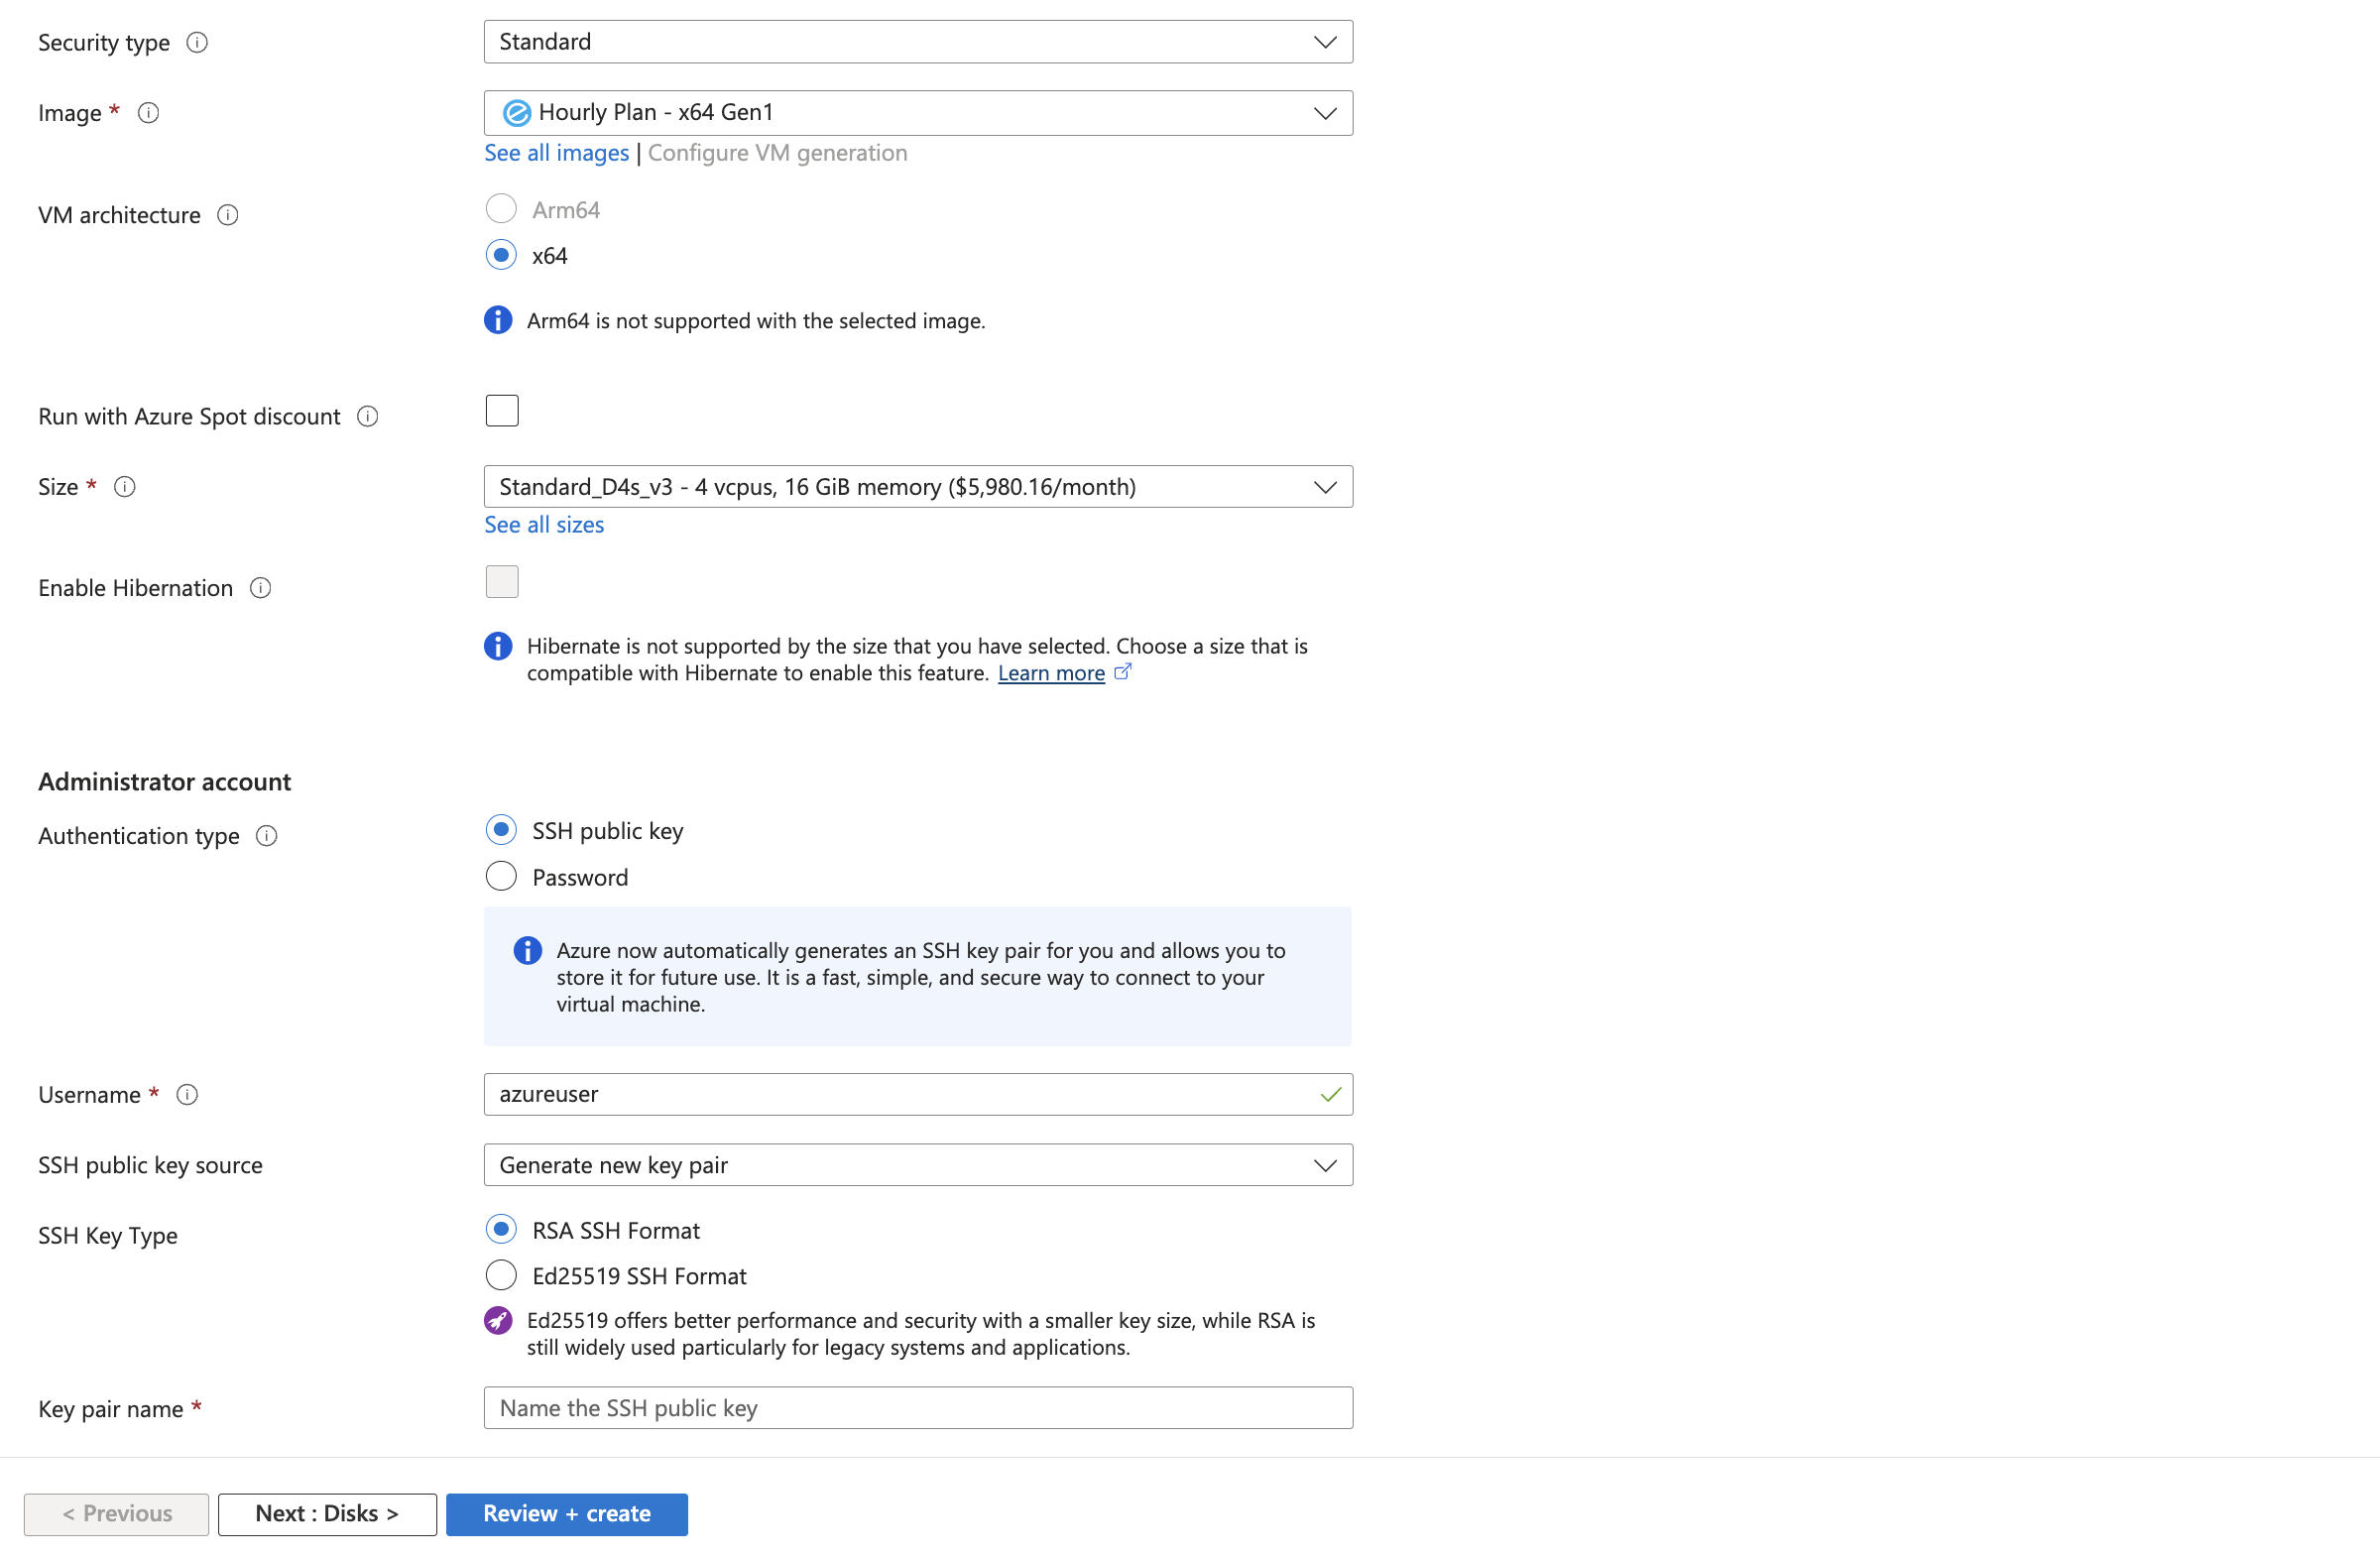 Security type
Standard
Image *
Hourly Plan - x64 Gen1
See all images | Configure VM generation
VM architecture
Arm64
x64
Arm64 is not supported with the selected image.
Run with Azure Spot discount
Size *
Standard_D4s_v3 - 4 vcpus, 16 GiB memory ($5,980.16/month)
See all sizes
Enable Hibernation
Hibernate is not supported by the size that you have selected. Choose a size that is
compatible with Hibernate to enable this feature. Learn more
Administrator account
Authentication type
SSH public key
Password
Azure now automatically generates an SSH key pair for you and allows you to
store it for future use. It is a fast, simple, and secure way to connect to your
virtual machine.
Username *
azureuser
SSH public key source
Generate new key pair
SSH Key Type
RSA SSH Format
Ed25519 SSH Format
Ed25519 offers better performance and security with a smaller key size, while RSA is
still widely used particularly for legacy systems and applications.
Key pair name *
Name the SSH public key
< Previous
Next : Disks >
Review + create